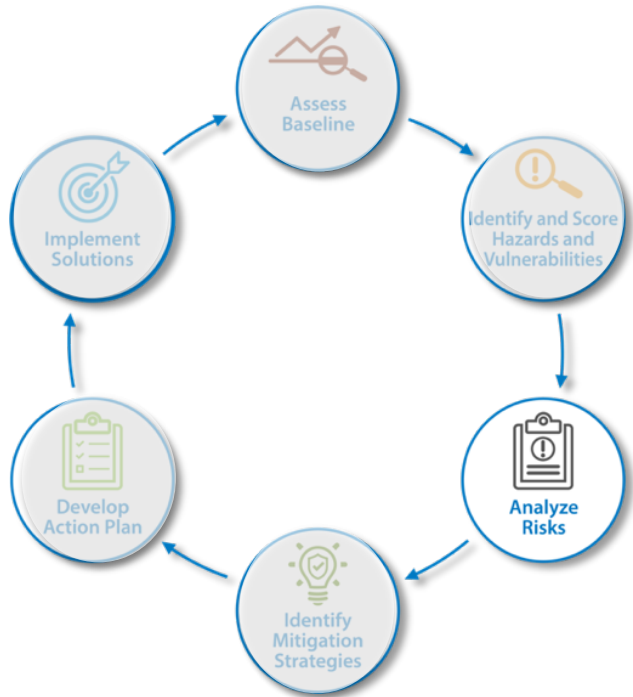 Assess
Baseline
Identify and Score
Hazards and
Vulnerabilities
Analyze
Risks
Identify
Mitigation
Strategies
Develop
Action Plan
Implement
Solutions